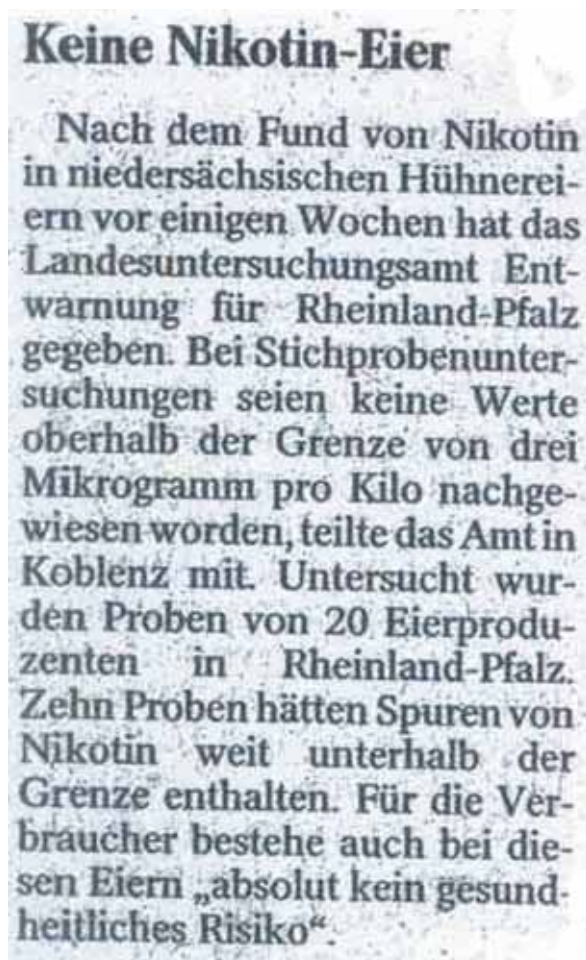 Keine Nikotin-Eier
Nach dem Fund von Nikotin
in niedersächsischen Hühnerei-
ern vor einigen Wochen hat das
Landesuntersuchungsamt Ent-
warnung für Rheinland-Pfalz
gegeben. Bei Stichprobenunter-
suchungen seien keine Werte
oberhalb der Grenze von drei
Mikrogramm pro Kilo nachge-
wiesen worden, teilte das Amt in
Koblenz mit. Untersucht wur-
den Proben von 20 Eierprodu-
zenten in Rheinland-Pfalz.
Zehn Proben hätten Spuren von
Nikotin weit unterhalb der
Grenze enthalten. Für die Ver-
braucher bestehe auch bei die-
sen Eiern „absolut kein gesund-
heitliches Risiko“.